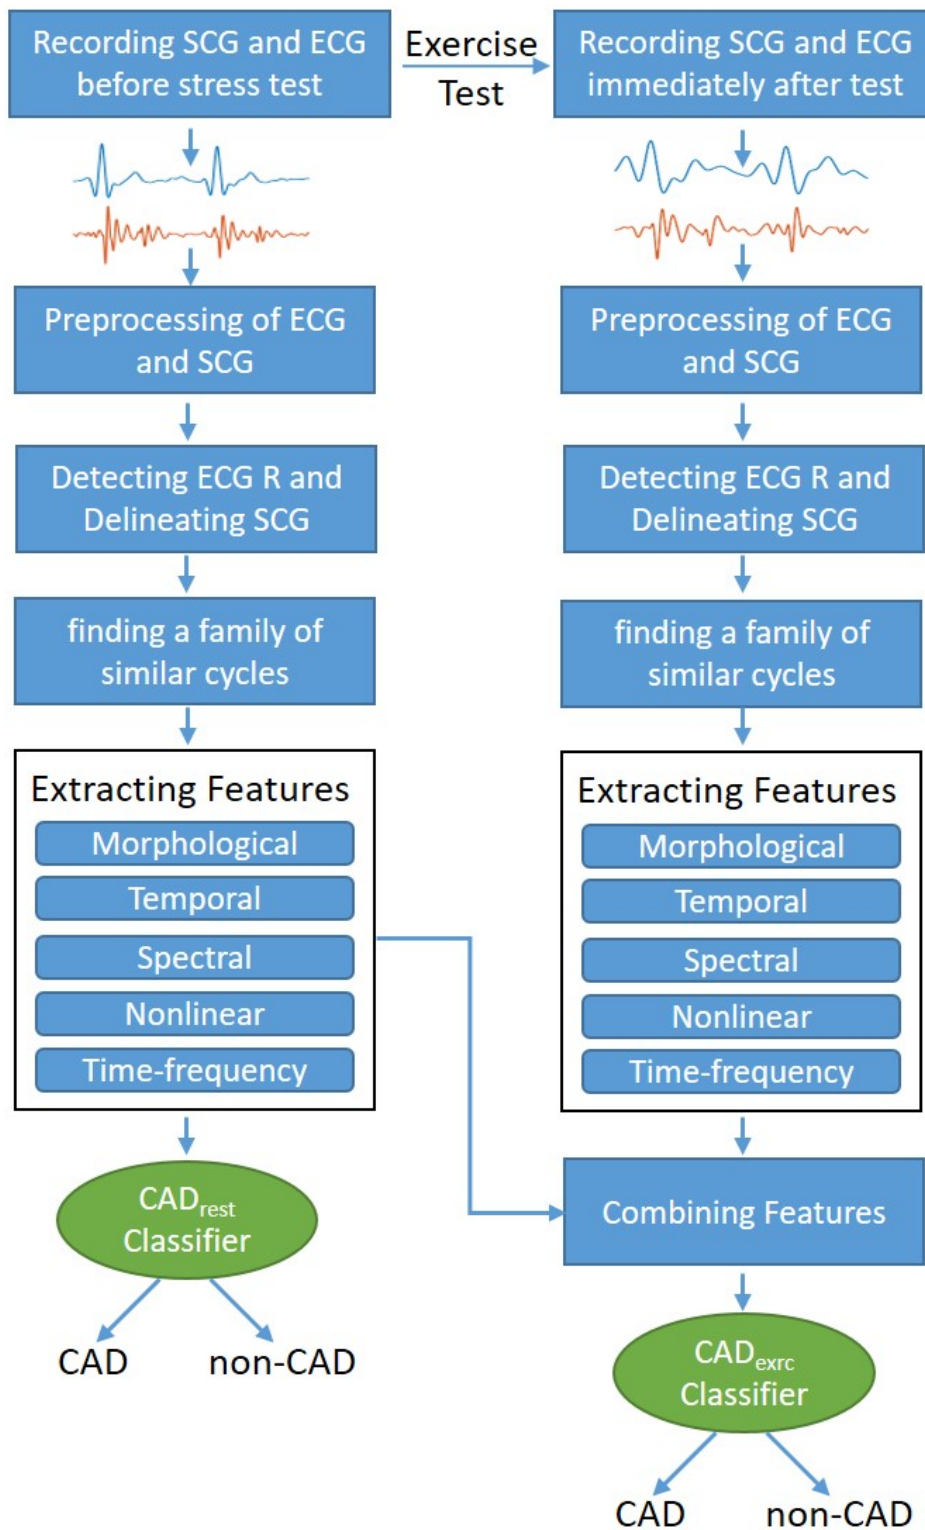 Recording SCG and ECG
before stress test
Exercise
Test
Recording SCG and ECG
immediately after test
Preprocessing of ECG
and SCG
Detecting ECG R and
Delineating SCG
finding a family of
similar cycles
Extracting Features
Morphological
Temporal
Spectral
Nonlinear
Time-frequency
CADrest
Classifier
CAD
non-CAD
Preprocessing of ECG
and SCG
Detecting ECG R and
Delineating SCG
finding a family of
similar cycles
Extracting Features
Morphological
Temporal
Spectral
Nonlinear
Time-frequency
Combining Features
CADexrc
Classifier
CAD
non-CAD